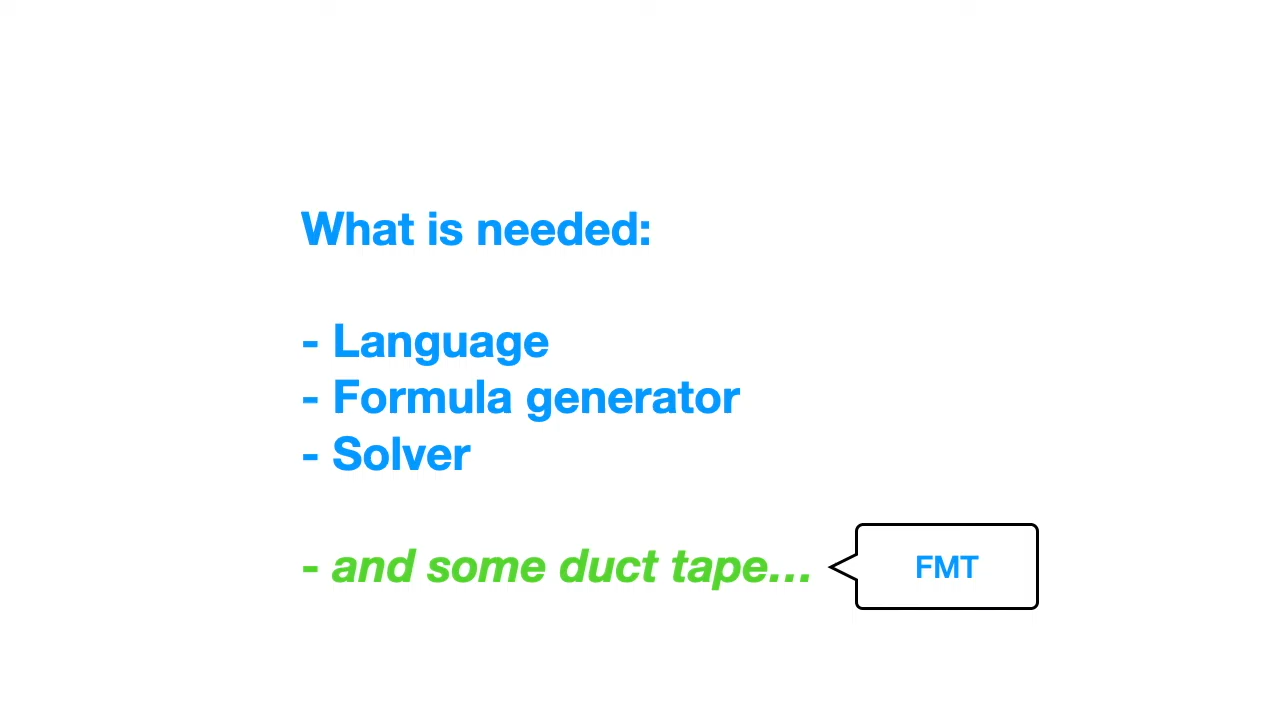 What is needed:
- Language
- Formula generator
- Solver
- and some duct tape...
FMT